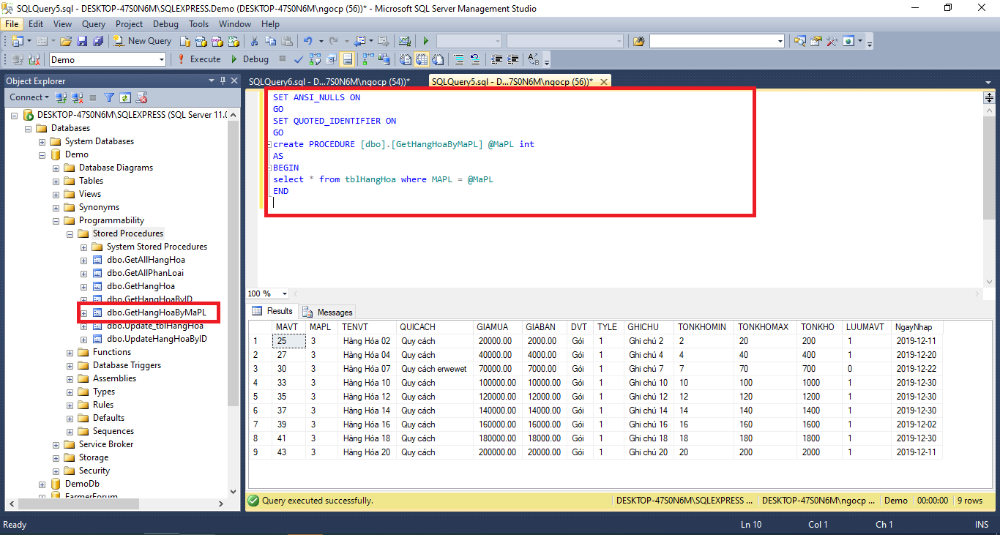 SQLQuery5.sql - DESKTOP-47S0N6M\SQLEXPRESS.Demo (DESKTOP-47S0N6M\ngocp (56))* - Microsoft SQL Server Management Studio
File Edit View Query Project Debug Tools Window Help
New Query
Demo Execute Debug
Object Explorer
Connect
DESKTOP-47S0N6M\SQLEXPRESS (SQL Server 11.0
Databases
System Databases
Demo
Database Diagrams
Tables
Views
Synonyms
Programmability
Stored Procedures
System Stored Procedures
dbo.GetAllHangHoa
dbo.GetAllPhanLoai
dbo.GetHangHoa
dbo.GetHangHoaByID
dbo.GetHangHoaByMaPL
dbo.Update_tblHangHoa
dbo.UpdateHangHoaByID
Functions
Database Triggers
Assemblies
Types
Rules
Defaults
Sequences
Service Broker
Storage
Security
DemoDb
FarmerForum
SQLQuery6.sql - D...7S0N6M\ngocp (54))* SQLQuery5.sql - D...7S0N6M\ngocp (56))*
SET ANSI_NULLS ON
GO
SET QUOTED_IDENTIFIER ON
GO
create PROCEDURE [dbo].[GetHangHoaByMaPL] @MaPL int
AS
BEGIN
select * from tblHangHoa where MAPL = @MaPL
END
100 %
Results Messages
MAVT MAPL TENVT QUICACH GIAMUA GIABAN DVT TYLE GHICHU TONKHOMIN TONKHOMAX TONKHO LUUMAVT NgayNhap
1 25 3 Hàng Hóa 02 Quy cách 20000.00 2000.00 Gói 1 Ghi chú 2 2 20 200 1 2019-12-11
2 27 3 Hàng Hóa 04 Quy cách 40000.00 4000.00 Gói 1 Ghi chú 4 4 40 400 1 2019-12-20
3 30 3 Hàng Hóa 07 Quy cách erwewet 70000.00 7000.00 Gói 1 Ghi chú 7 7 70 700 0 2019-12-22
4 33 3 Hàng Hóa 10 Quy cách 100000.00 10000.00 Gói 1 Ghi chú 10 10 100 1000 1 2019-12-30
5 35 3 Hàng Hóa 12 Quy cách 120000.00 12000.00 Gói 1 Ghi chú 12 12 120 1200 1 2019-12-30
6 37 3 Hàng Hóa 14 Quy cách 140000.00 14000.00 Gói 1 Ghi chú 14 14 140 1400 1 2019-12-30
7 39 3 Hàng Hóa 16 Quy cách 160000.00 16000.00 Gói 1 Ghi chú 16 16 160 1600 1 2019-12-02
8 41 3 Hàng Hóa 18 Quy cách 180000.00 18000.00 Gói 1 Ghi chú 18 18 180 1800 1 2019-12-30
9 43 3 Hàng Hóa 20 Quy cách 200000.00 20000.00 Gói 1 Ghi chú 20 20 200 2000 1 2019-12-11
Query executed successfully. DESKTOP-47S0N6M\SQLEXPRESS ... DESKTOP-47S0N6M\ngocp ... Demo 00:00:00 9 rows
Ready Ln 10 Col 1 Ch 1 INS